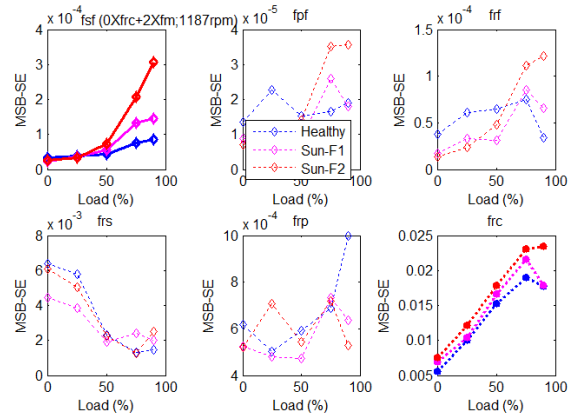 x 10^-4 fsf (0Xfrc+2Xfm;1187rpm)
4
3
2
1
0
MSB-SE
0 50 100
Load (%)
x 10^-5 fpf
4
3
2
1
0
MSB-SE
0 50 100
Load (%)
Healthy
Sun-F1
Sun-F2
x 10^-4 frf
1.5
1
0.5
0
MSB-SE
0 50 100
Load (%)
x 10^-3 frs
8
6
4
2
0
MSB-SE
0 50 100
Load (%)
x 10^-4 frp
10
8
6
4
MSB-SE
0 50 100
Load (%)
frc
0.025
0.02
0.015
0.01
0.005
MSB-SE
0 50 100
Load (%)